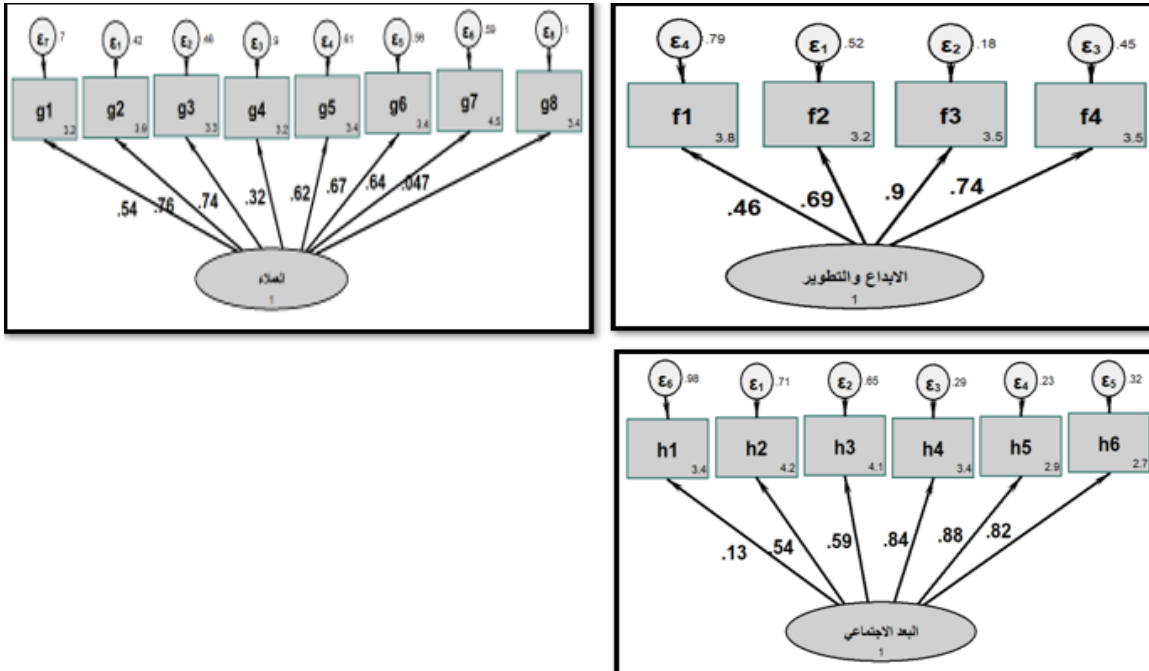 ε7 .7 ε1 .42 ε2 .46 ε3 .9 ε4 .61 ε5 .56 ε6 .59 ε8 1
g1 g2 g3 g4 g5 g6 g7 g8
3.2 3.9 3.3 3.2 3.4 3.4 4.5 3.4
.54 .76 .74 .32 .62 .67 .64 .047
العملاء
1
ε4 .79 ε1 .52 ε2 .18 ε3 .45
f1 f2 f3 f4
3.8 3.2 3.5 3.5
.46 .69 .9 .74
الابداع والتطوير
1
ε6 .98 ε1 .71 ε2 .65 ε3 .29 ε4 .23 ε5 .32
h1 h2 h3 h4 h5 h6
3.4 4.2 4.1 3.4 2.9 2.7
.13 .54 .59 .84 .88 .82
البعد الاجتماعي
1